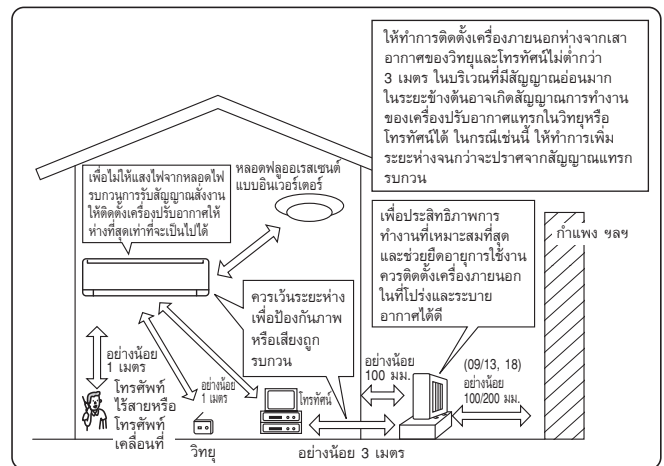 ให้ทำการติดตั้งเครื่องภายนอกห่างจากเสา
อากาศของวิทยุและโทรทัศน์ไม่ต่ำกว่า
3 เมตร ในบริเวณที่มีสัญญาณอ่อนมาก
ในระยะข้างต้นอาจเกิดสัญญาณการทำงาน
ของเครื่องปรับอากาศแทรกในวิทยุหรือ
โทรทัศน์ได้ ในกรณีเช่นนี้ ให้ทำการเพิ่ม
ระยะห่างจนกว่าจะปราศจากสัญญาณแทรก
รบกวน
เพื่อไม่ให้แสงไฟจากหลอดไฟ
รบกวนการรับสัญญาณสั่งงาน
ให้ติดตั้งเครื่องปรับอากาศให้
ห่างที่สุดเท่าที่จะเป็นไปได้
หลอดฟลูออเรสเซนต์
แบบอินเวอร์เตอร์
เพื่อประสิทธิภาพการ
ทำงานที่เหมาะสมที่สุด
และช่วยยืดอายุการใช้งาน
ควรติดตั้งเครื่องภายนอก
ในที่โปร่งและระบาย
อากาศได้ดี
กำแพง ฯลฯ
ควรเว้นระยะห่าง
เพื่อป้องกันภาพ
หรือเสียงถูก
รบกวน
อย่างน้อย
1 เมตร
โทรศัพท์
ไร้สายหรือ
โทรศัพท์
เคลื่อนที่
อย่างน้อย
1 เมตร
วิทยุ
โทรทัศน์
อย่างน้อย 3 เมตร
อย่างน้อย
100 มม.
(09/13, 18)
อย่างน้อย
100/200 มม.